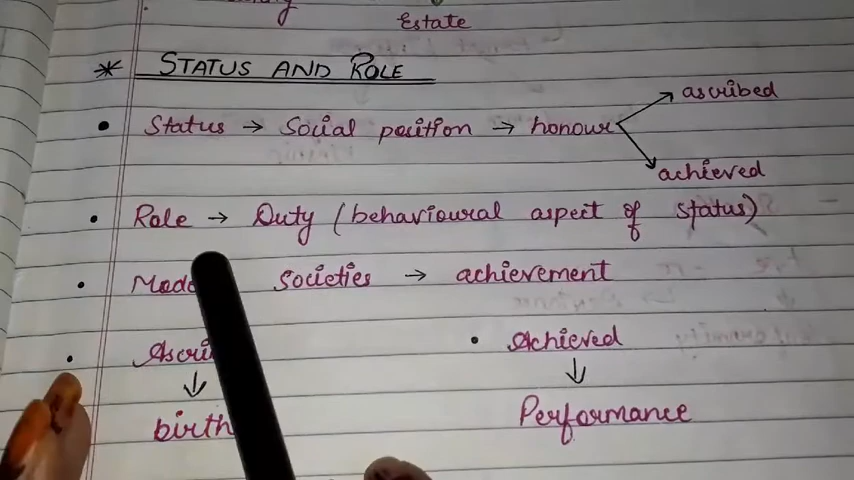 Estate
* STATUS AND ROLE
• Status → Social position → honour
ascribed
achieved
• Role → Duty (behavioural aspect of status)
• societies → achievement
• • Achieved
↓ ↓
birth Performance